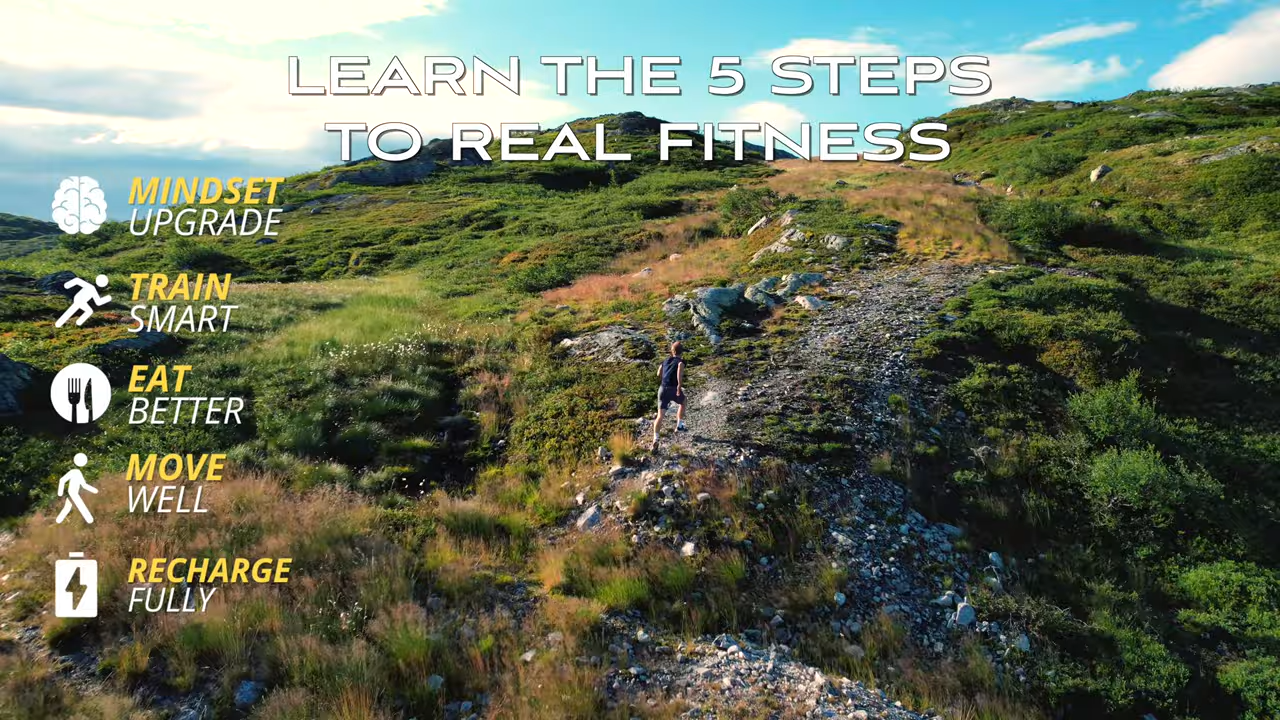 LEARN THE 5 STEPS
TO REAL FITNESS
MINDSET
UPGRADE
TRAIN
SMART
EAT
BETTER
MOVE
WELL
RECHARGE
FULLY